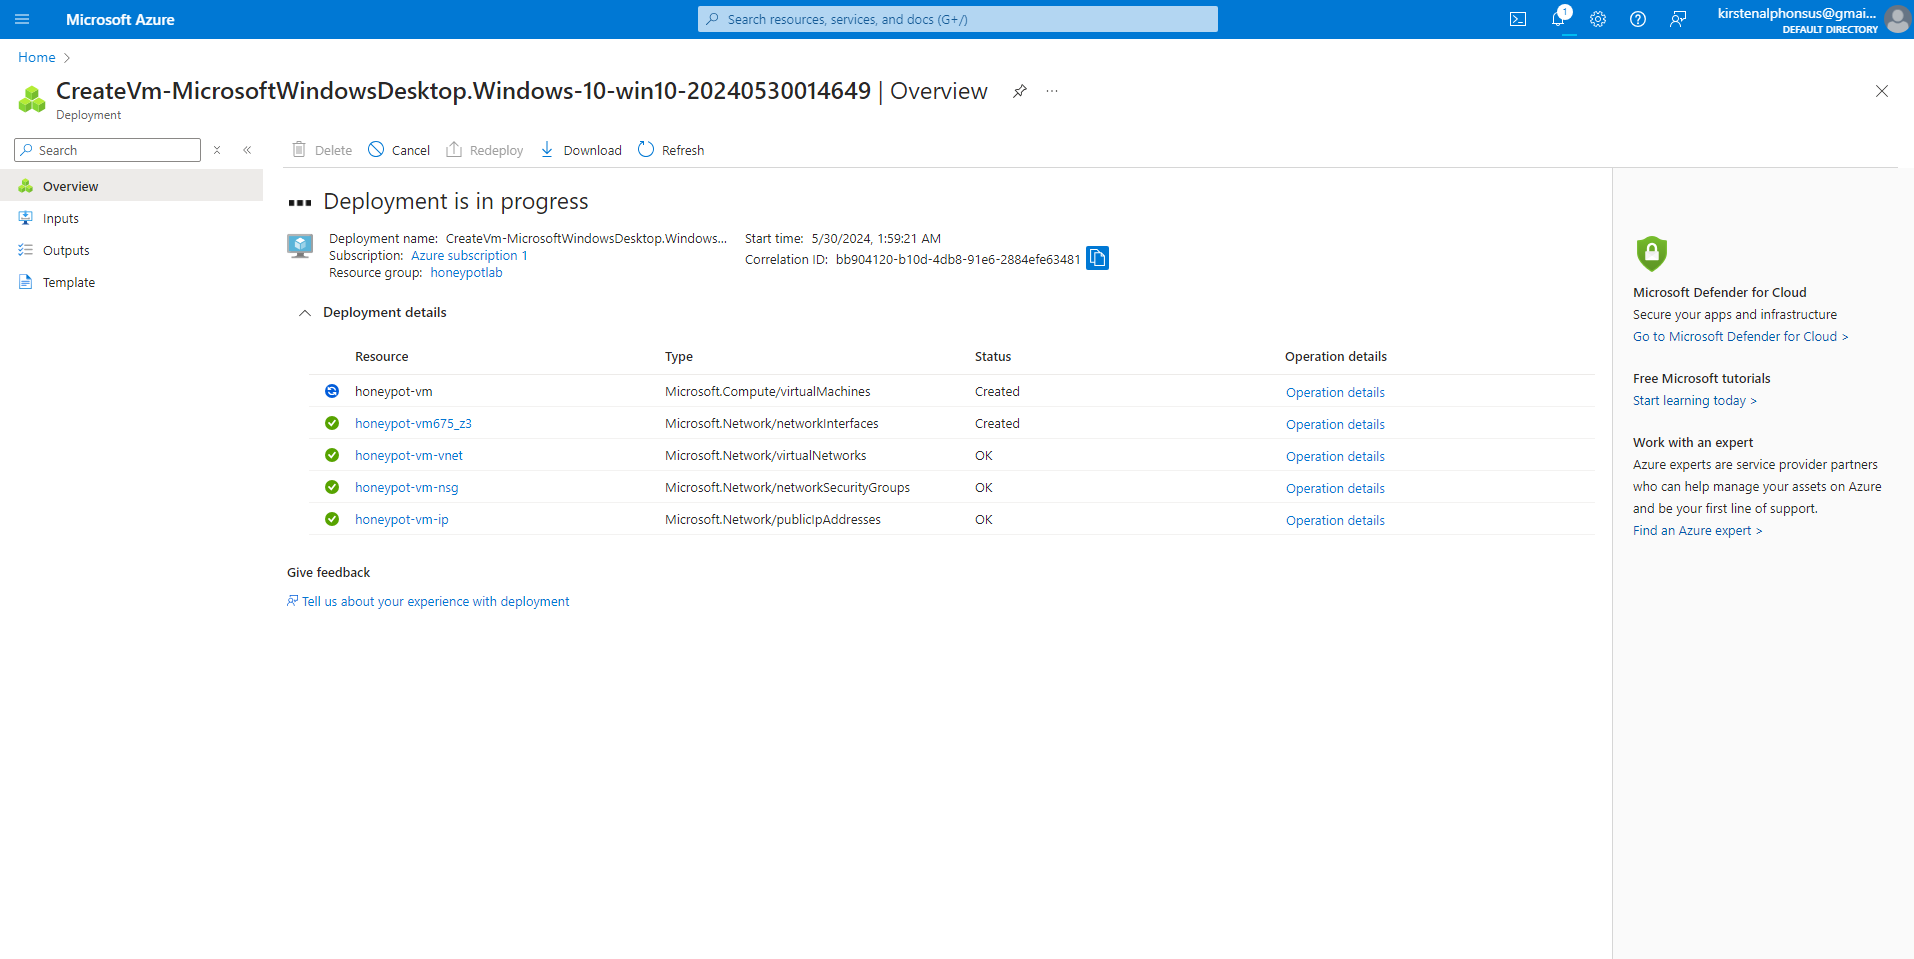 Microsoft Azure
Search resources, services, and docs (G+/)
1
kirstenalphonsus@gmai...
DEFAULT DIRECTORY
Home
CreateVm-MicrosoftWindowsDesktop.Windows-10-win10-20240530014649 | Overview
Deployment
Search
Delete
Cancel
Redeploy
Download
Refresh
Overview
Inputs
Outputs
Template
Deployment is in progress
Deployment name: CreateVm-MicrosoftWindowsDesktop.Windows...
Subscription: Azure subscription 1
Resource group: honeypotlab
Start time: 5/30/2024, 1:59:21 AM
Correlation ID: bb904120-b10d-4db8-91e6-2884efe63481
Deployment details
Resource Type Status Operation details
honeypot-vm Microsoft.Compute/virtualMachines Created Operation details
honeypot-vm675_z3 Microsoft.Network/networkInterfaces Created Operation details
honeypot-vm-vnet Microsoft.Network/virtualNetworks OK Operation details
honeypot-vm-nsg Microsoft.Network/networkSecurityGroups OK Operation details
honeypot-vm-ip Microsoft.Network/publicIpAddresses OK Operation details
Give feedback
Tell us about your experience with deployment
Microsoft Defender for Cloud
Secure your apps and infrastructure
Go to Microsoft Defender for Cloud >
Free Microsoft tutorials
Start learning today >
Work with an expert
Azure experts are service provider partners
who can help manage your assets on Azure
and be your first line of support.
Find an Azure expert >